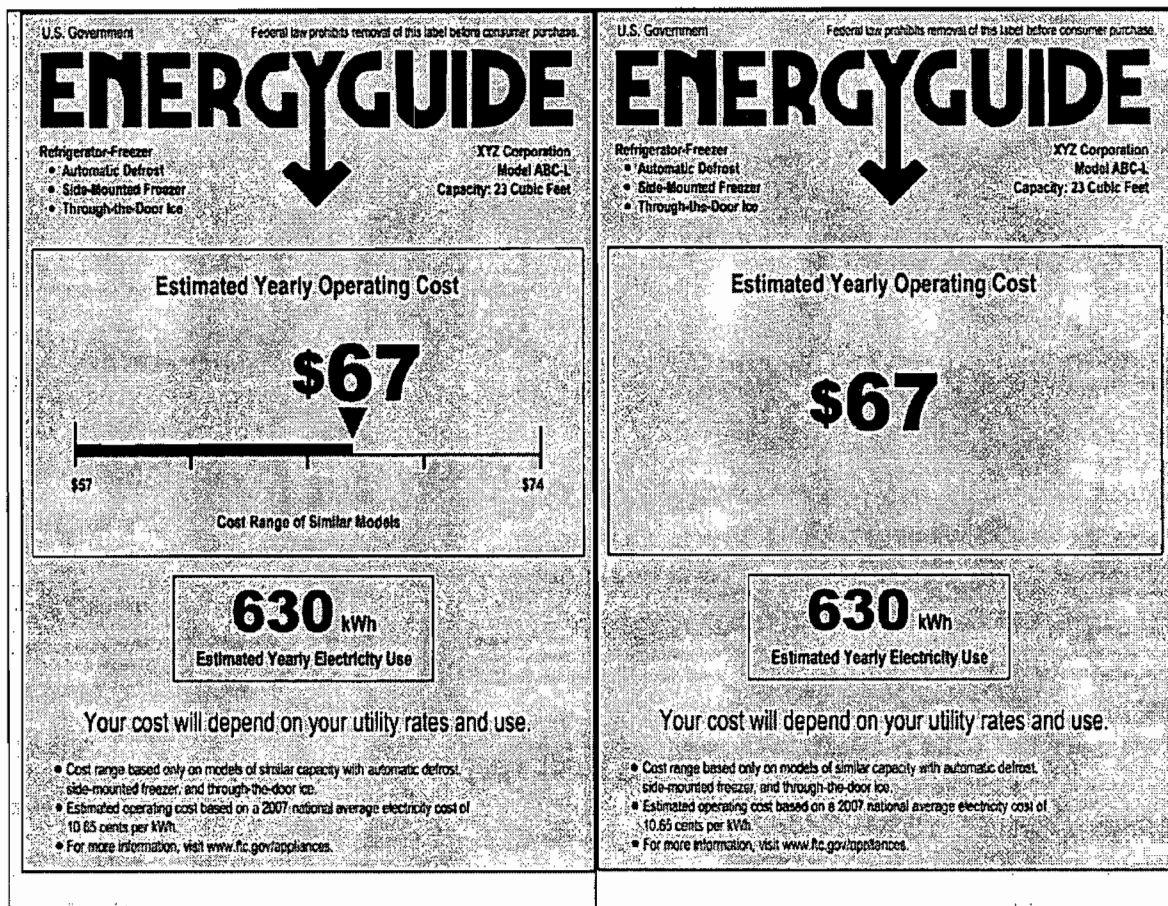 U.S. Government Federal law prohibits removal of this label before consumer purchase.
ENERGYGUIDE
Refrigerator-Freezer
• Automatic Defrost
• Side-Mounted Freezer
• Through-the-Door Ice
XYZ Corporation
Model ABC-L
Capacity: 23 Cubic Feet
Estimated Yearly Operating Cost
$67
$57 $74
Cost Range of Similar Models
630 kWh
Estimated Yearly Electricity Use
Your cost will depend on your utility rates and use.
• Cost range based only on models of similar capacity with automatic defrost,
side-mounted freezer, and through-the-door ice.
• Estimated operating cost based on a 2007 national average electricity cost of
10.65 cents per kWh.
• For more information, visit www.ftc.gov/appliances.
U.S. Government Federal law prohibits removal of this label before consumer purchase.
ENERGYGUIDE
Refrigerator-Freezer
• Automatic Defrost
• Side-Mounted Freezer
• Through-the-Door Ice
XYZ Corporation
Model ABC-L
Capacity: 23 Cubic Feet
Estimated Yearly Operating Cost
$67
630 kWh
Estimated Yearly Electricity Use
Your cost will depend on your utility rates and use.
• Cost range based only on models of similar capacity with automatic defrost,
side-mounted freezer, and through-the-door ice.
• Estimated operating cost based on a 2007 national average electricity cost of
10.65 cents per kWh.
• For more information, visit www.ftc.gov/appliances.